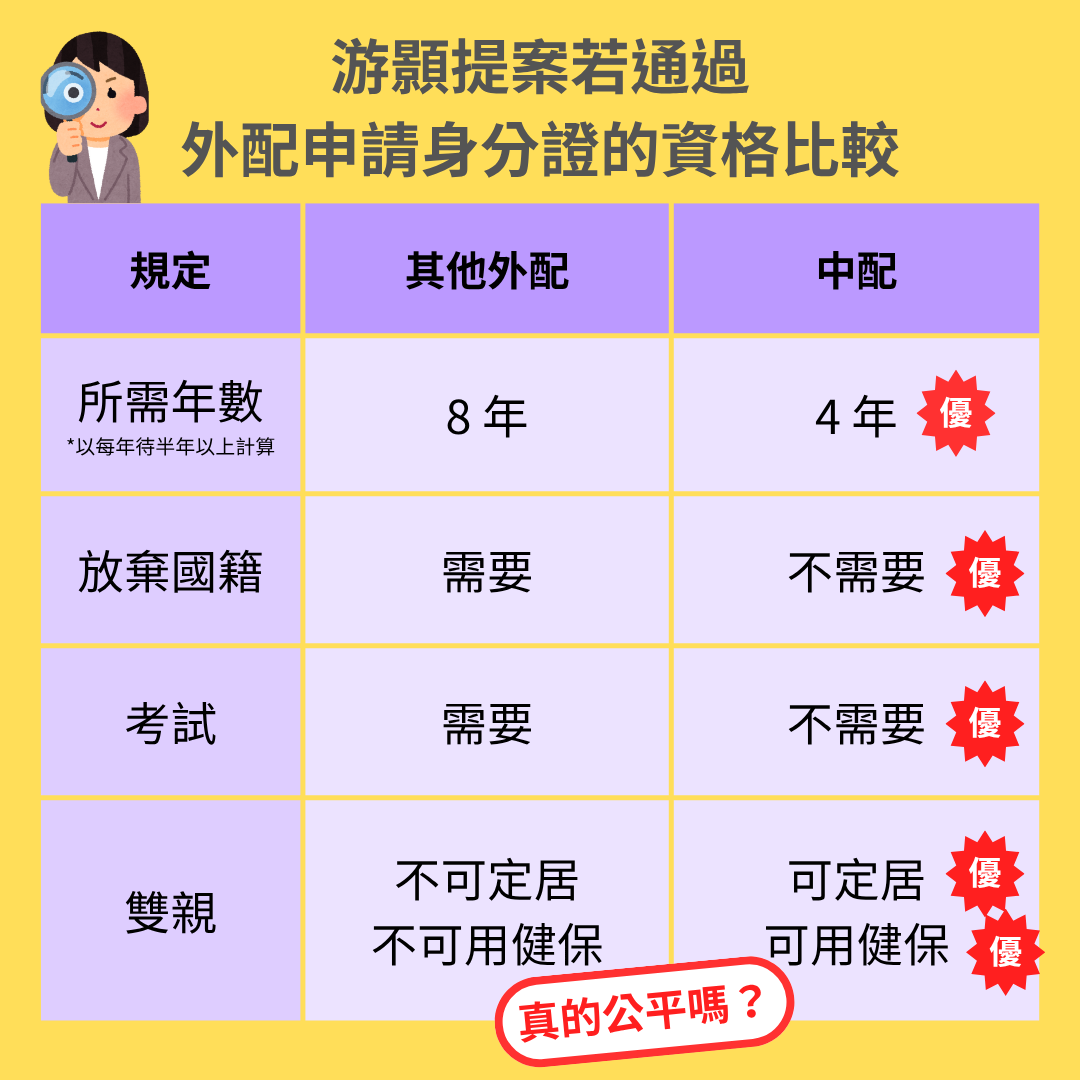 游顥提案若通過
外配申請身分證的資格比較
規定
其他外配
中配
所需年數
*以每年待半年以上計算
8 年
4 年
優
放棄國籍
需要
不需要
優
考試
需要
不需要
優
雙親
不可定居
不可用健保
可定居
優
可用健保
優
真的公平嗎？